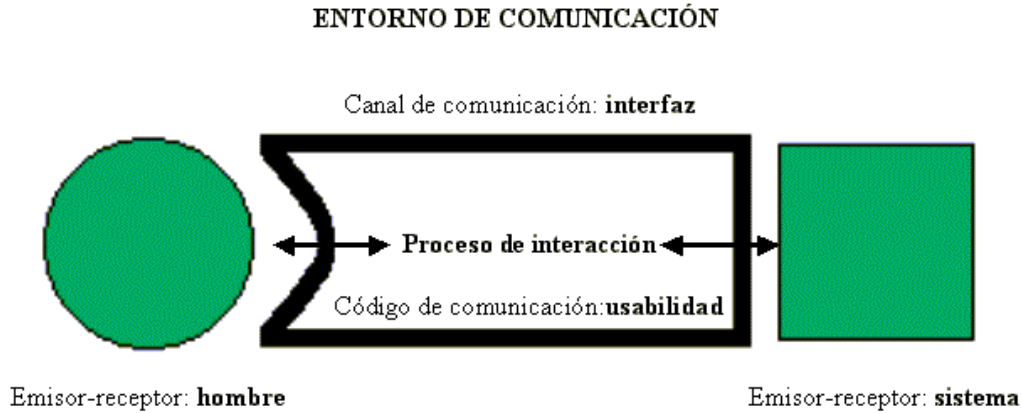 ENTORNO DE COMUNICACIÓN
Canal de comunicación: interfaz
Proceso de interacción
Código de comunicación:usabilidad
Emisor-receptor: hombre
Emisor-receptor: sistema